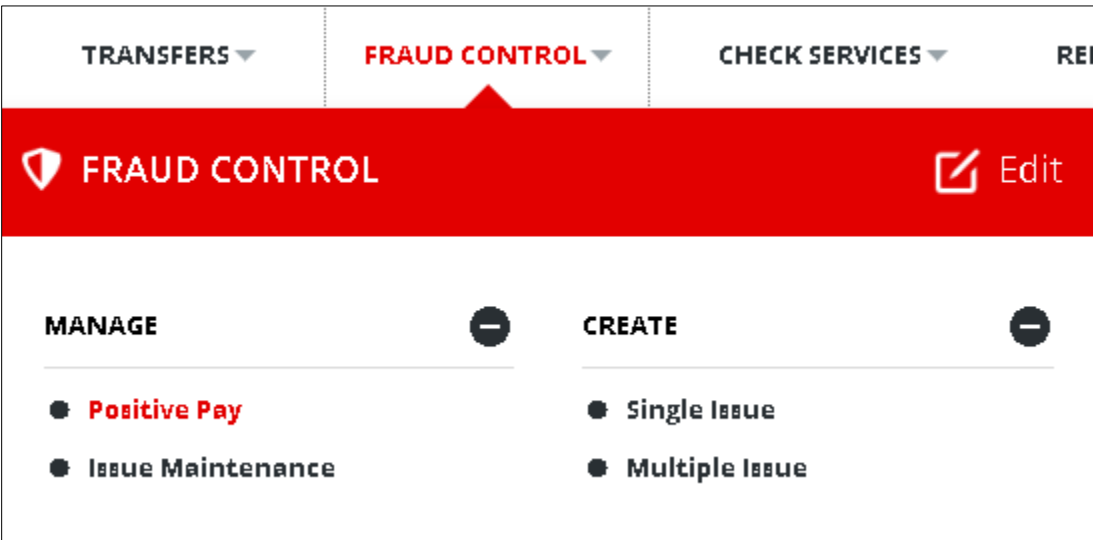 TRANSFERS FRAUD CONTROL CHECK SERVICES
FRAUD CONTROL Edit
MANAGE CREATE
Positive Pay Single Issue
Issue Maintenance Multiple Issue